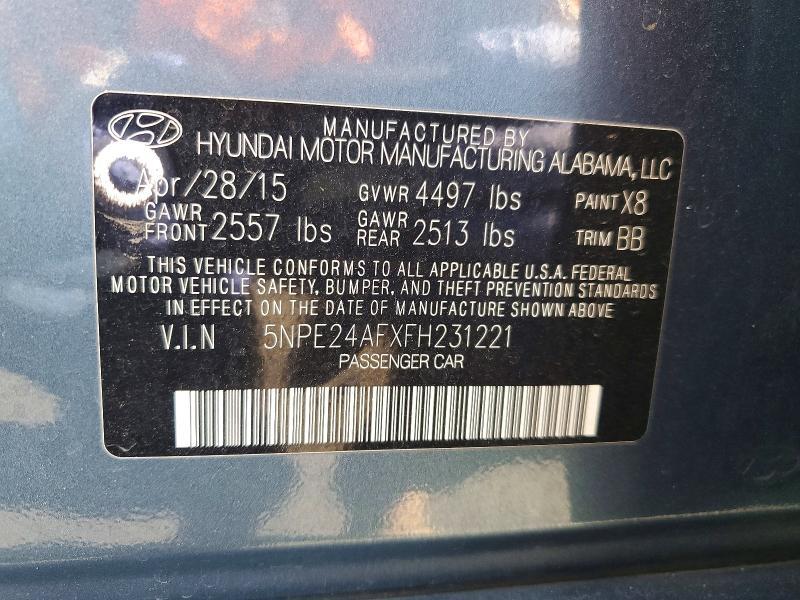 MANUFACTURED BY
HYUNDAI MOTOR MANUFACTURING ALABAMA, LLC
Apr/28/15 GVWR 4497 lbs PAINT X8
GAWR FRONT 2557 lbs GAWR REAR 2513 lbs TRIM BB
THIS VEHICLE CONFORMS TO ALL APPLICABLE U.S.A. FEDERAL
MOTOR VEHICLE SAFETY, BUMPER, AND THEFT PREVENTION STANDARDS
IN EFFECT ON THE DATE OF MANUFACTURE SHOWN ABOVE
V.I.N 5NPE24AFXFH231221
PASSENGER CAR